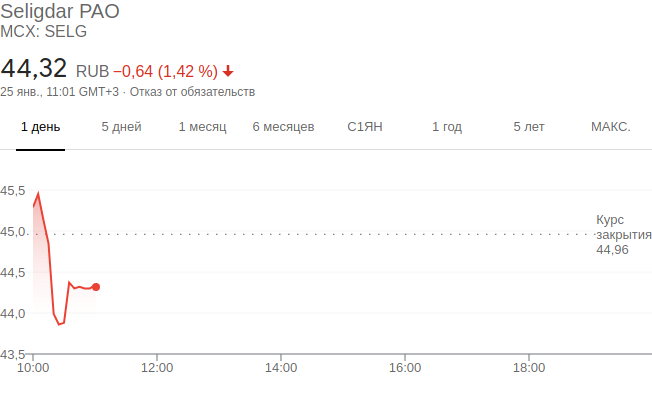 Seligdar PAO
MCX: SELG
44,32 RUB −0,64 (1,42 %)
25 янв., 11:01 GMT+3 · Отказ от обязательств
1 день 5 дней 1 месяц 6 месяцев С1ЯН 1 год 5 лет МАКС.
45,5
Курс
45,0 закрытия
44,96
44,5
44,0
43,5
10:00 12:00 14:00 16:00 18:00